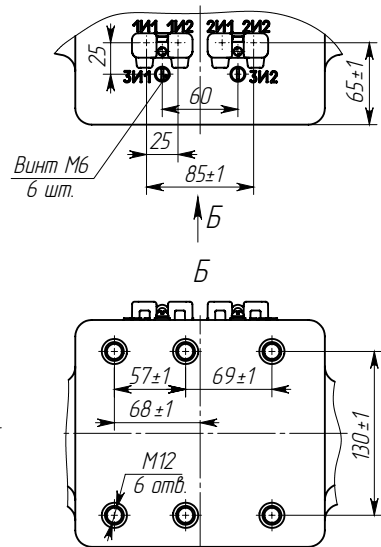 1И1 1И2 2И1 2И2
25
3И1 3И2
60
65±1
25
Винт М6
6 шт.
85±1
Б
Б
57±1 69±1
68±1
130±1
М12
6 отв.